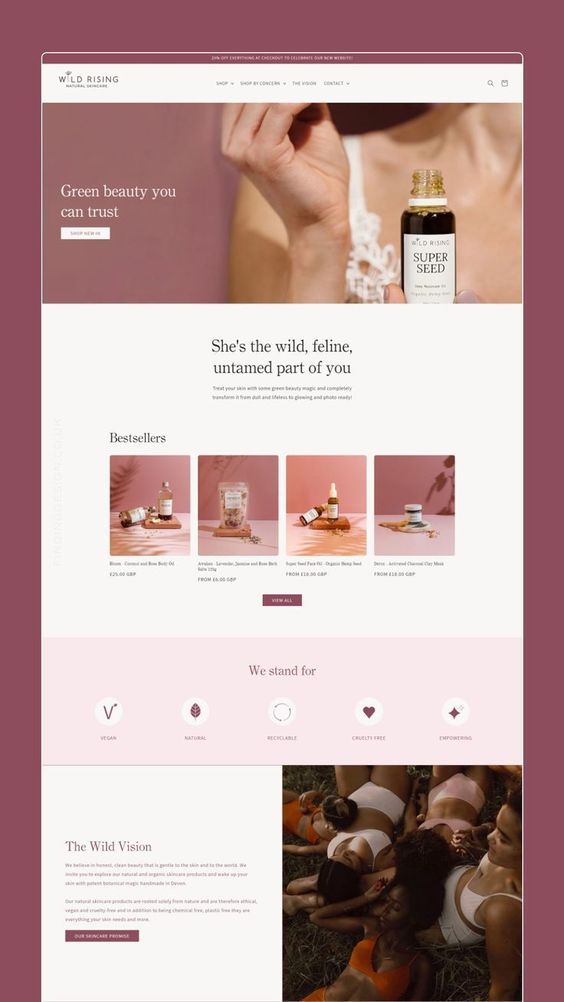 20% OFF EVERYTHING AT CHECKOUT TO CELEBRATE OUR NEW WEBSITE!
WILD RISING
NATURAL SKINCARE
SHOP
SHOP BY CONCERN
THE VISION
CONTACT
Green beauty you
can trust
SHOP NEW IN
WILD RISING
SUPER
SEED
Organic Hemp Seed
She's the wild, feline,
untamed part of you
Treat your skin with some green beauty magic and completely
transform it from dull and lifeless to glowing and photo ready!
FINDINGDESIGN.CO.UK
Bestsellers
Bloom - Coconut and Rose Body Oil
£25.00 GBP
Avealon - Lavender, Jasmine and Rose Bath
Salts 125g
FROM £6.00 GBP
Super Seed Face Oil - Organic Hemp Seed
FROM £18.00 GBP
Detox - Activated Charcoal Clay Mask
FROM £18.00 GBP
VIEW ALL
We stand for
VEGAN
NATURAL
RECYCLABLE
CRUELTY FREE
EMPOWERING
The Wild Vision
We believe in honest, clean beauty that is gentle to the skin and to the world. We
invite you to explore our natural and organic skincare products and wake up your
skin with potent botanical magic handmade in Devon.
Our natural skincare products are rooted solely from nature and are therefore ethical,
vegan and cruelty-free and in addition to being chemical free, plastic free they are
everything your skin needs and more.
OUR SKINCARE PROMISE